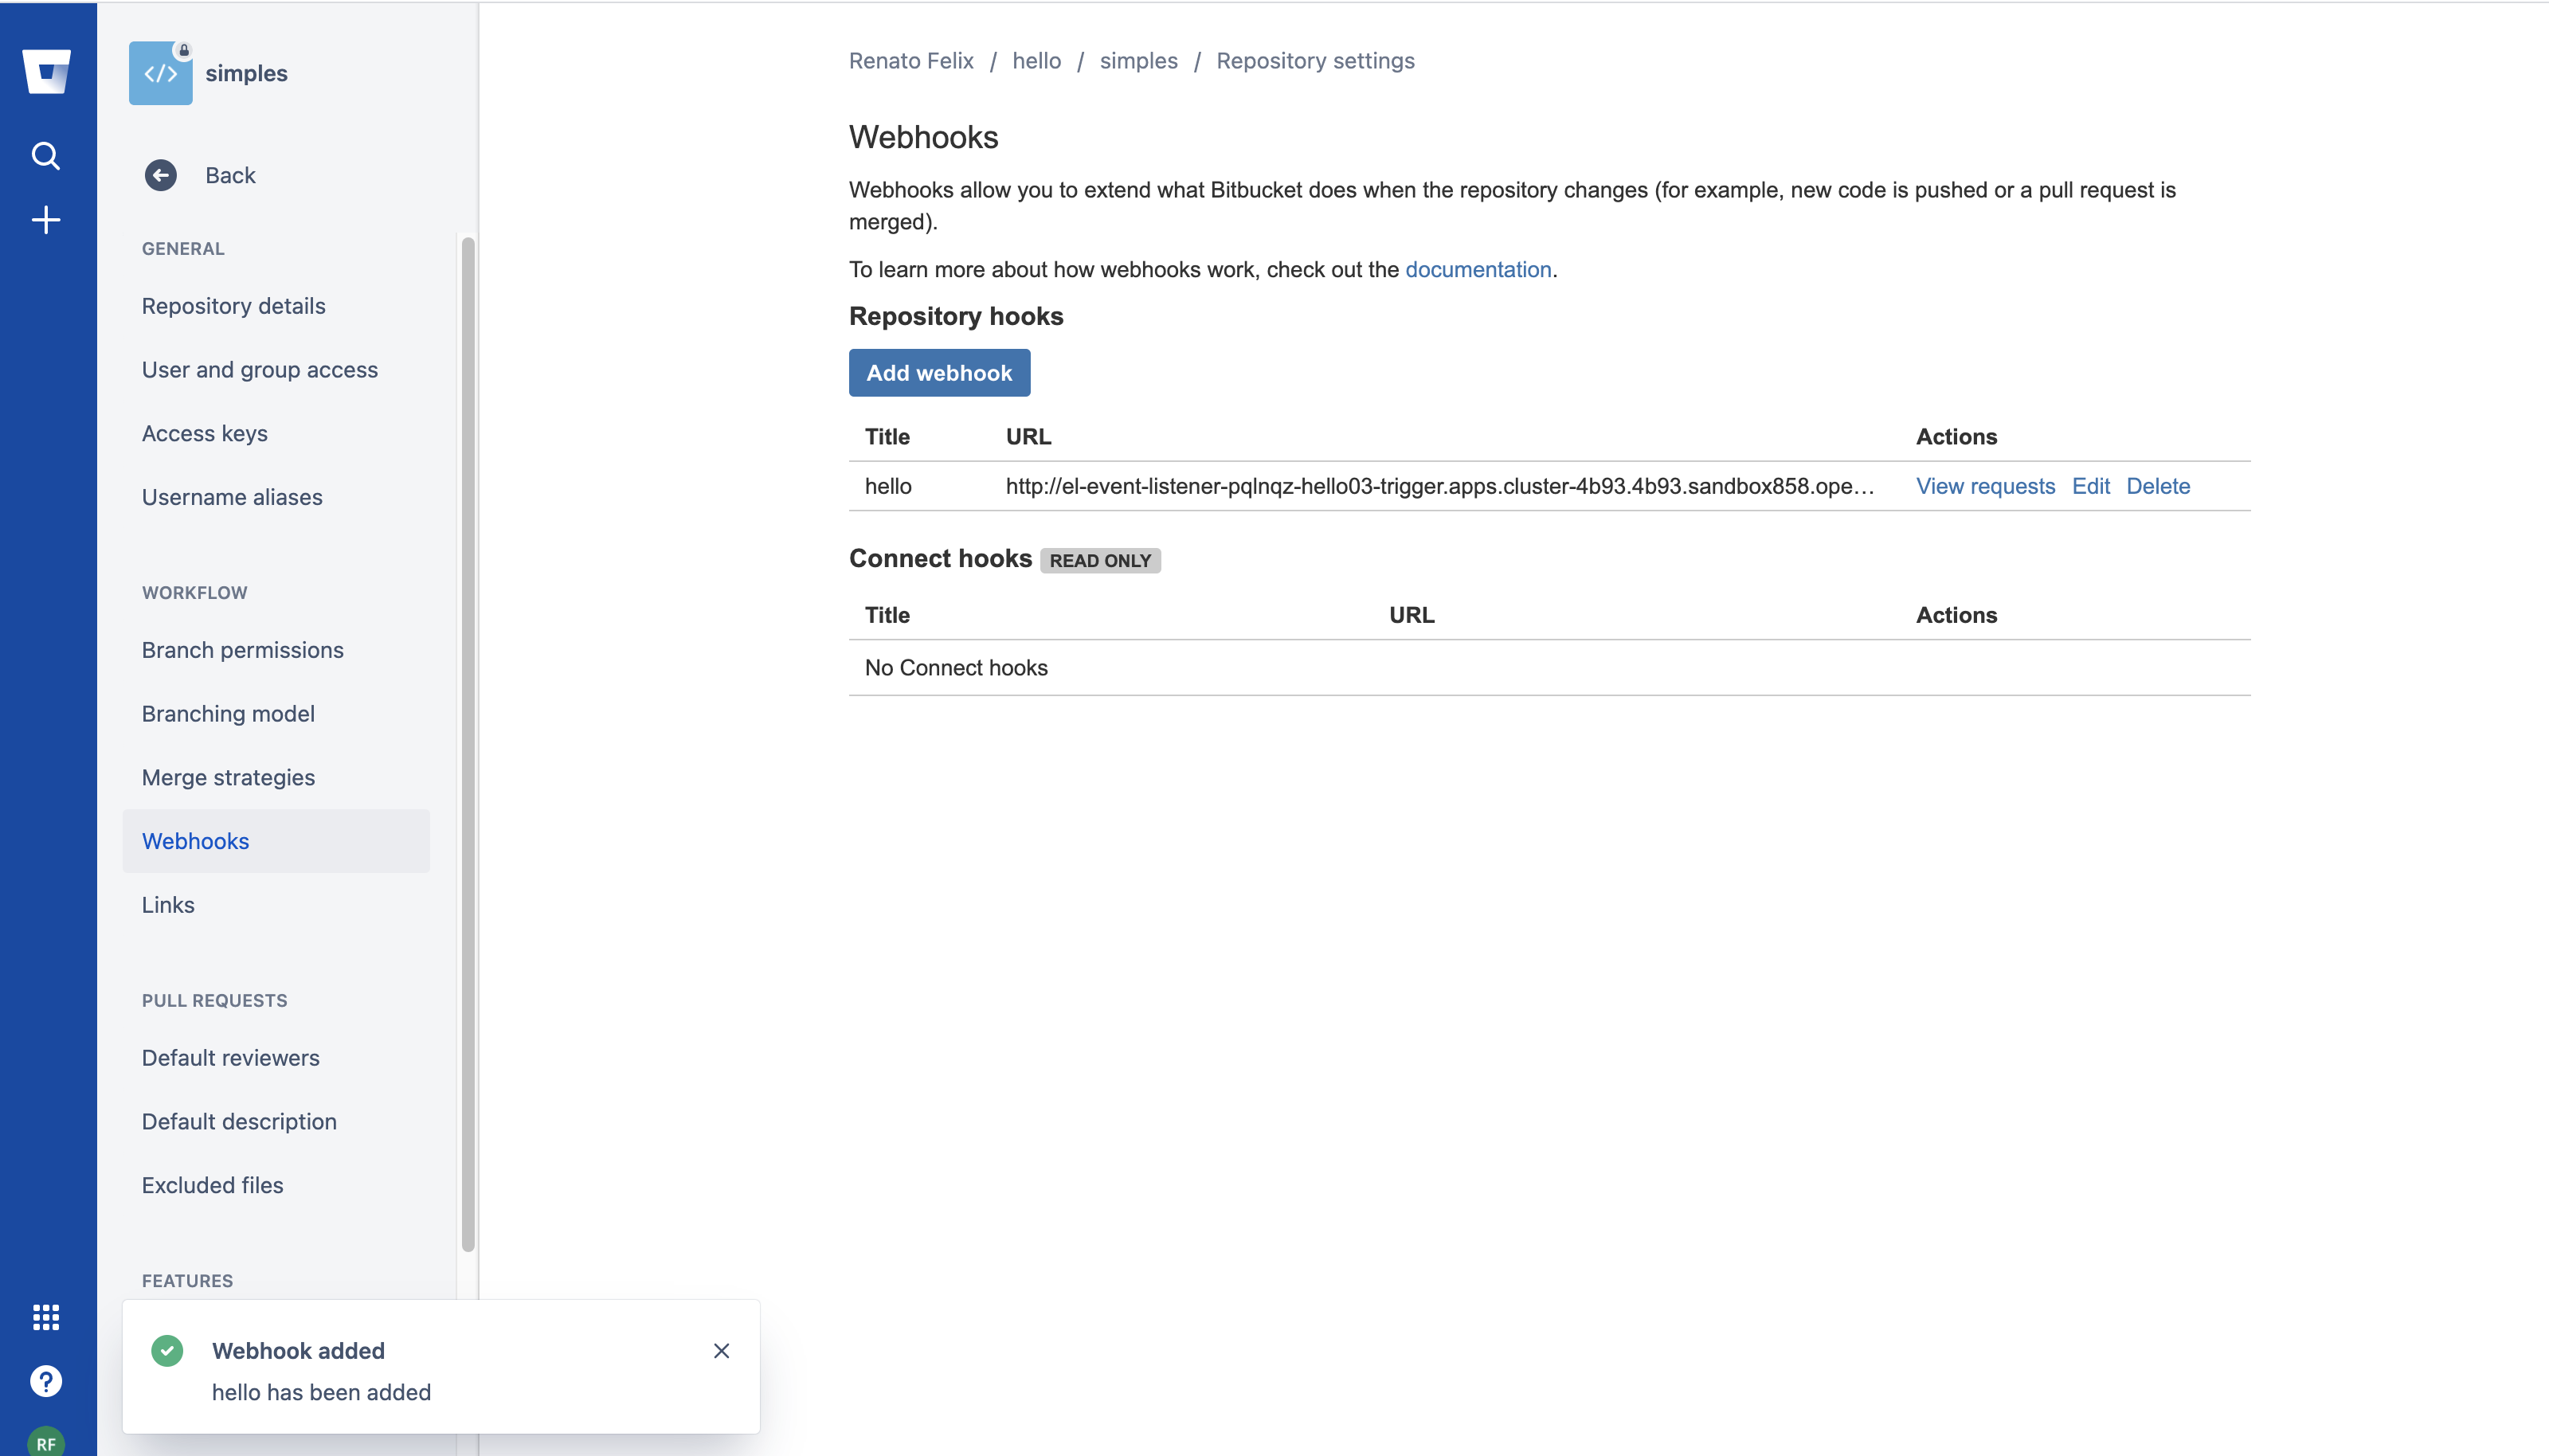 simples
Back
GENERAL
Repository details
User and group access
Access keys
Username aliases
WORKFLOW
Branch permissions
Branching model
Merge strategies
Webhooks
Links
PULL REQUESTS
Default reviewers
Default description
Excluded files
FEATURES
Webhook added
hello has been added
RF
Renato Felix / hello / simples / Repository settings
Webhooks
Webhooks allow you to extend what Bitbucket does when the repository changes (for example, new code is pushed or a pull request is
merged).
To learn more about how webhooks work, check out the documentation.
Repository hooks
Add webhook
Title URL Actions
hello http://el-event-listener-pqlnqz-hello03-trigger.apps.cluster-4b93.4b93.sandbox858.ope… View requests Edit Delete
Connect hooks READ ONLY
Title URL Actions
No Connect hooks